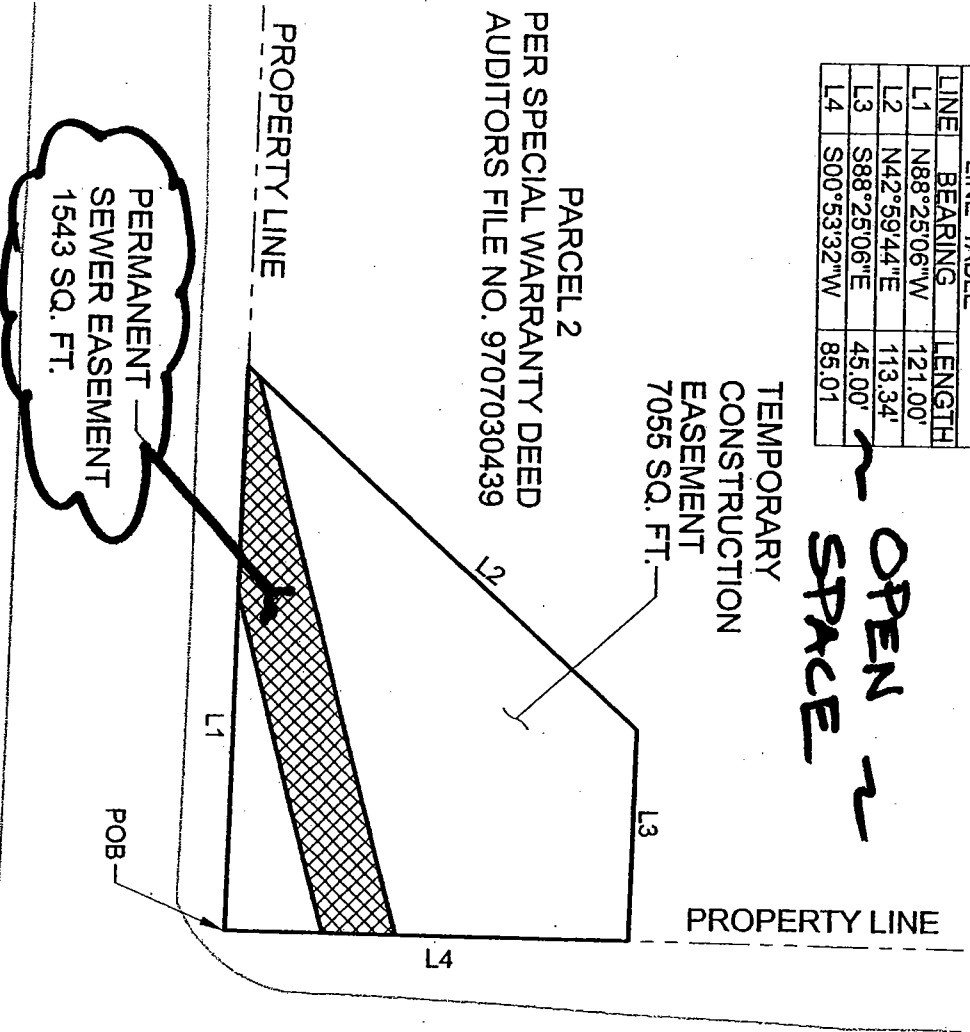 LINE TABLE
LINE BEARING LENGTH
L1 N88°25'06"W 121.00'
L2 N42°59'44"E 113.34'
L3 S88°25'06"E 45.00'
L4 S00°53'32"W 85.01
~ OPEN ~
SPACE
TEMPORARY
CONSTRUCTION
EASEMENT
7055 SQ. FT.
PARCEL 2
PER SPECIAL WARRANTY DEED
AUDITORS FILE NO. 9707030439
PROPERTY LINE
PERMANENT
SEWER EASEMENT
1543 SQ. FT.
L2
L3
L1
L4
POB
PROPERTY LINE